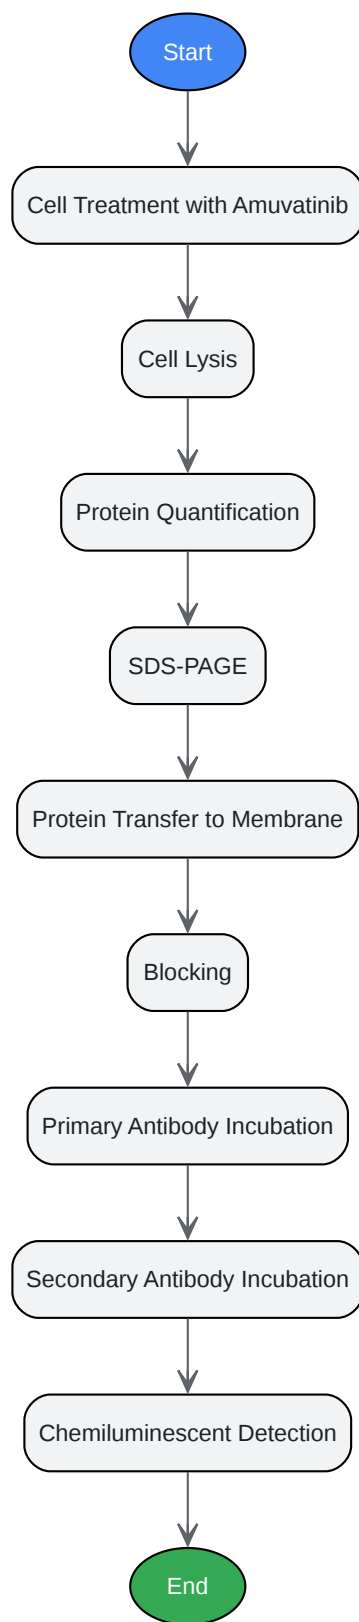 Start
Cell Treatment with Amuvatinib
Cell Lysis
Protein Quantification
SDS-PAGE
Protein Transfer to Membrane
Blocking
Primary Antibody Incubation
Secondary Antibody Incubation
Chemiluminescent Detection
End